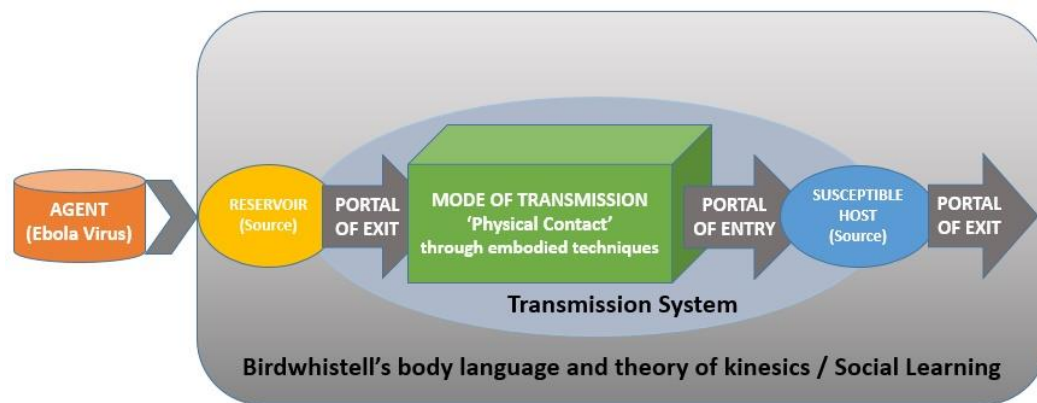 AGENT
(Ebola Virus)
RESERVOIR
(Source)
PORTAL
OF EXIT
MODE OF TRANSMISSION
‘Physical Contact’
through embodied techniques
PORTAL
OF ENTRY
SUSCEPTIBLE
HOST
(Source)
PORTAL
OF EXIT
Transmission System
Birdwhistell’s body language and theory of kinesics / Social Learning